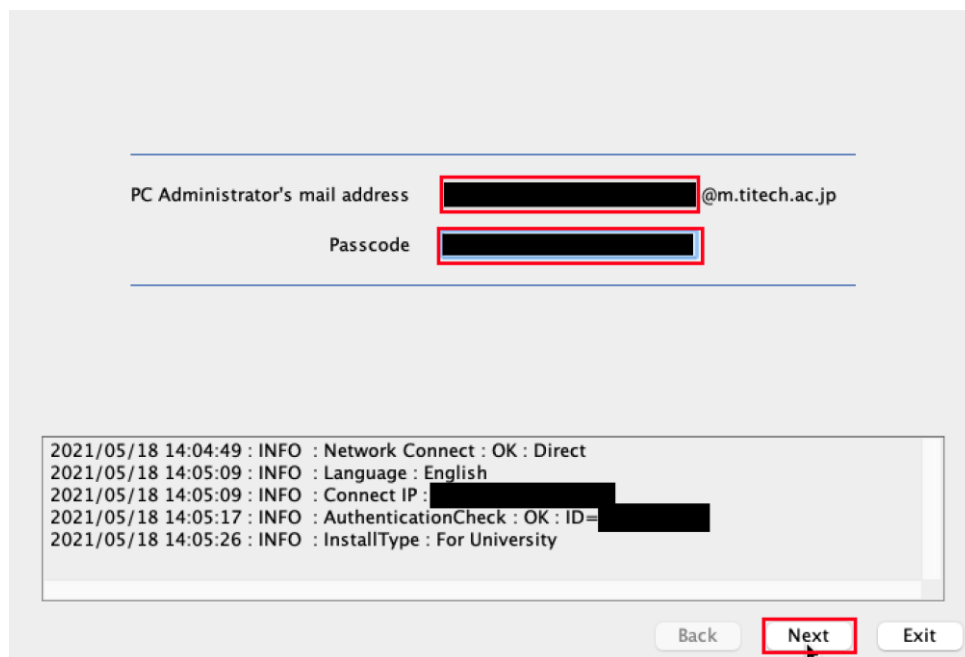 PC Administrator's mail address @m.titech.ac.jp
Passcode
2021/05/18 14:04:49 : INFO : Network Connect : OK : Direct
2021/05/18 14:05:09 : INFO : Language : English
2021/05/18 14:05:09 : INFO : Connect IP :
2021/05/18 14:05:17 : INFO : AuthenticationCheck : OK : ID=
2021/05/18 14:05:26 : INFO : InstallType : For University
Back Next Exit